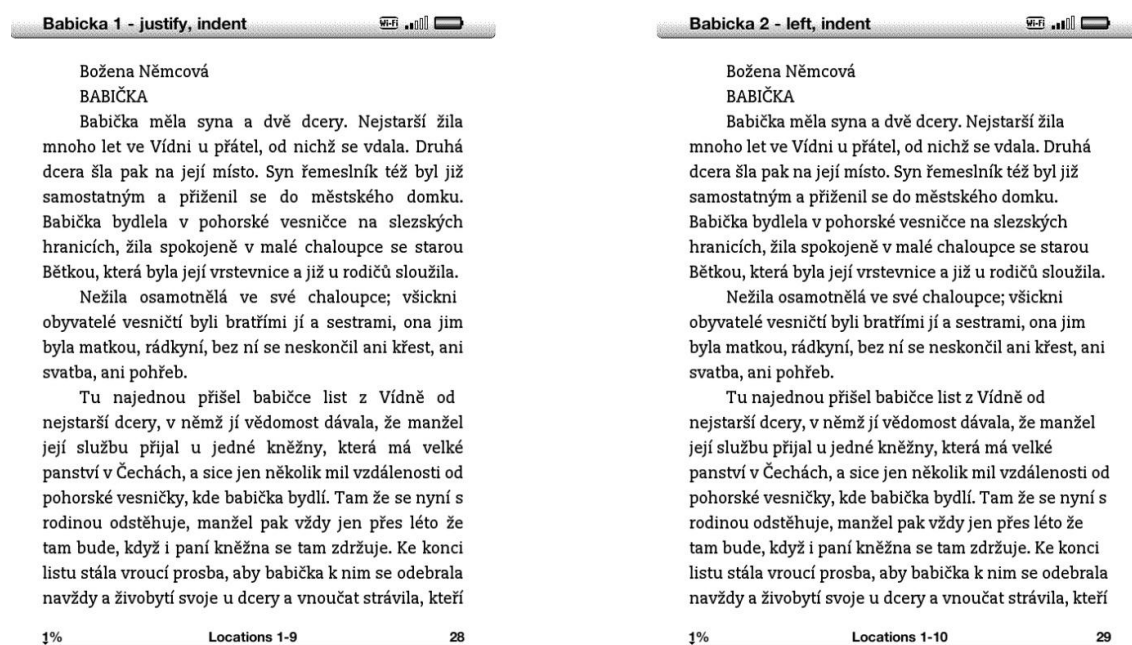 Babicka 1 - justify, indent
Wi-Fi
Božena Němcová
BABIČKA
Babička měla syna a dvě dcery. Nejstarší žila
mnoho let ve Vídni u přátel, od nichž se vdala. Druhá
dcera šla pak na její místo. Syn řemeslník též byl již
samostatným a přiženil se do městského domku.
Babička bydlela v pohorské vesničce na slezských
hranicích, žila spokojeně v malé chaloupce se starou
Bětkou, která byla její vrstevnice a již u rodičů sloužila.
Nežila osamotnělá ve své chaloupce; všickni
obyvatelé vesničtí byli bratřími jí a sestrami, ona jim
byla matkou, rádkyní, bez ní se neskončil ani křest, ani
svatba, ani pohřeb.
Tu najednou přišel babičce list z Vídně od
nejstarší dcery, v němž jí vědomost dávala, že manžel
její službu přijal u jedné kněžny, která má velké
panství v Čechách, a sice jen několik mil vzdálenosti od
pohorské vesničky, kde babička bydlí. Tam že se nyní s
rodinou odstěhuje, manžel pak vždy jen přes léto že
tam bude, když i paní kněžna se tam zdržuje. Ke konci
listu stála vroucí prosba, aby babička k nim se odebrala
navždy a živobytí svoje u dcery a vnoučat strávila, kteří
1% Locations 1-9 28
Babicka 2 - left, indent
Wi-Fi
Božena Němcová
BABIČKA
Babička měla syna a dvě dcery. Nejstarší žila
mnoho let ve Vídni u přátel, od nichž se vdala. Druhá
dcera šla pak na její místo. Syn řemeslník též byl již
samostatným a přiženil se do městského domku.
Babička bydlela v pohorské vesničce na slezských
hranicích, žila spokojeně v malé chaloupce se starou
Bětkou, která byla její vrstevnice a již u rodičů sloužila.
Nežila osamotnělá ve své chaloupce; všickni
obyvatelé vesničtí byli bratřími jí a sestrami, ona jim
byla matkou, rádkyní, bez ní se neskončil ani křest, ani
svatba, ani pohřeb.
Tu najednou přišel babičce list z Vídně od
nejstarší dcery, v němž jí vědomost dávala, že manžel
její službu přijal u jedné kněžny, která má velké
panství v Čechách, a sice jen několik mil vzdálenosti od
pohorské vesničky, kde babička bydlí. Tam že se nyní s
rodinou odstěhuje, manžel pak vždy jen přes léto že
tam bude, když i paní kněžna se tam zdržuje. Ke konci
listu stála vroucí prosba, aby babička k nim se odebrala
navždy a živobytí svoje u dcery a vnoučat strávila, kteří
1% Locations 1-10 29